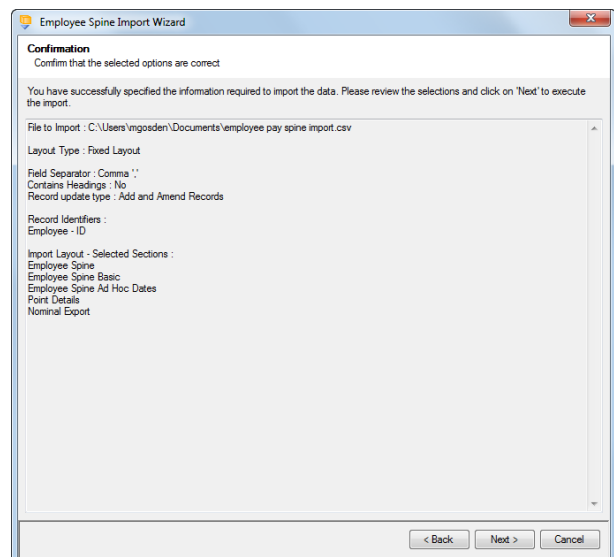 Employee Spine Import Wizard
Confirmation
Comfirm that the selected options are correct
You have successfully specified the information required to import the data. Please review the selections and click on 'Next' to execute
the import.
File to Import : C:\Users\mgosden\Documents\employee pay spine import.csv
Layout Type : Fixed Layout
Field Separator : Comma ','
Contains Headings : No
Record update type : Add and Amend Records
Record Identifiers :
Employee - ID
Import Layout - Selected Sections :
Employee Spine
Employee Spine Basic
Employee Spine Ad Hoc Dates
Point Details
Nominal Export
< Back Next > Cancel